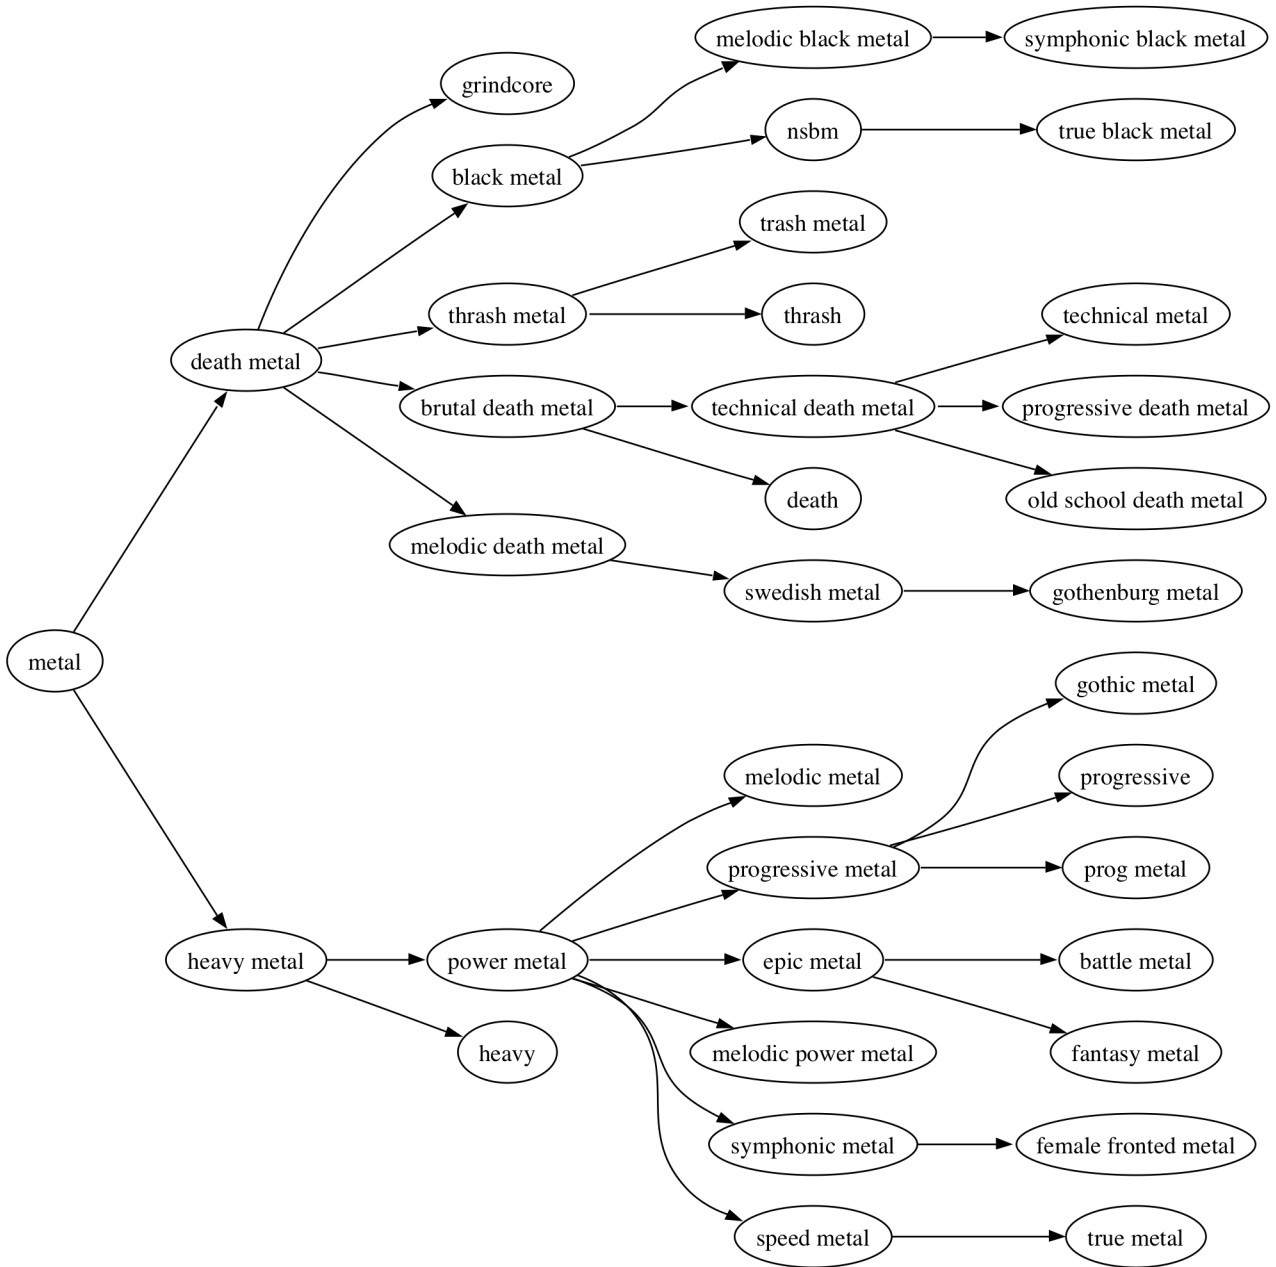 melodic black metal
symphonic black metal
grindcore
nsbm
true black metal
black metal
trash metal
thrash metal
thrash
technical metal
death metal
brutal death metal
technical death metal
progressive death metal
death
old school death metal
melodic death metal
swedish metal
gothenburg metal
metal
gothic metal
melodic metal
progressive
progressive metal
prog metal
heavy metal
power metal
epic metal
battle metal
heavy
melodic power metal
fantasy metal
symphonic metal
female fronted metal
speed metal
true metal